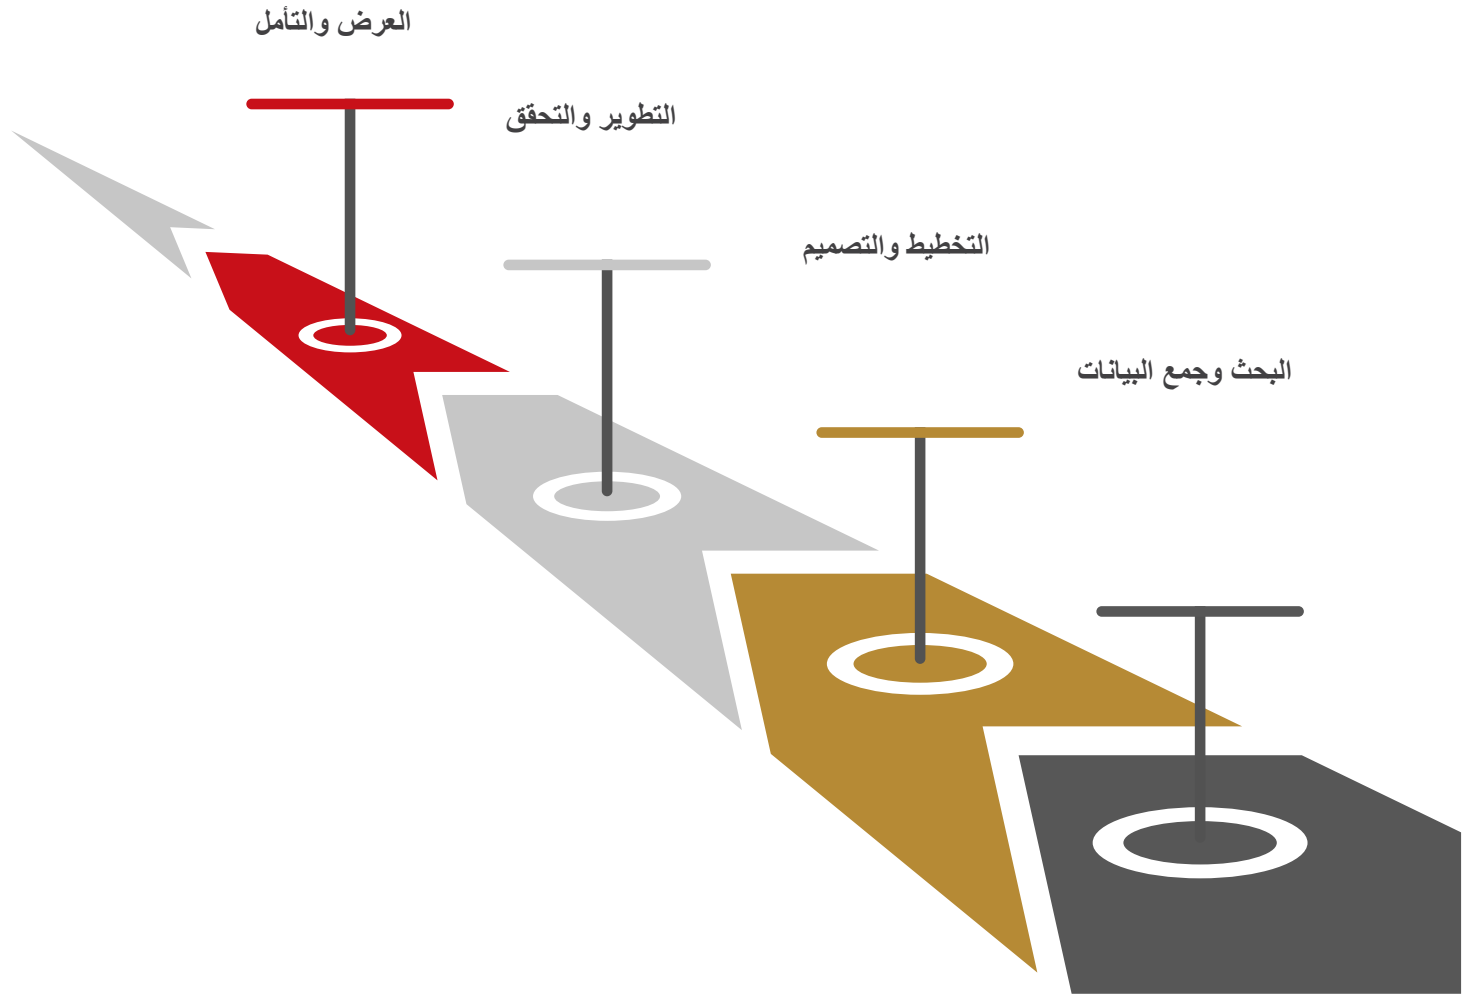 العرض والتأمل
التطوير والتحقق
التخطيط والتصميم
البحث وجمع البيانات